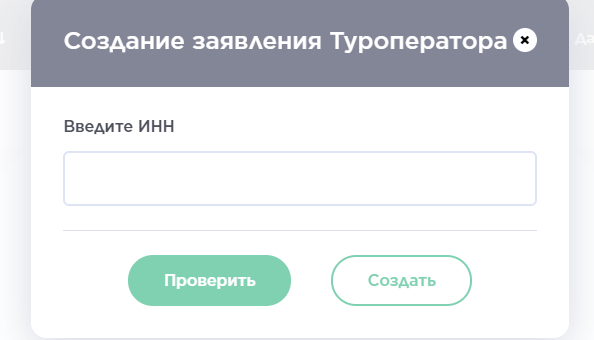 Создание заявления Туроператора
Введите ИНН
Проверить
Создать